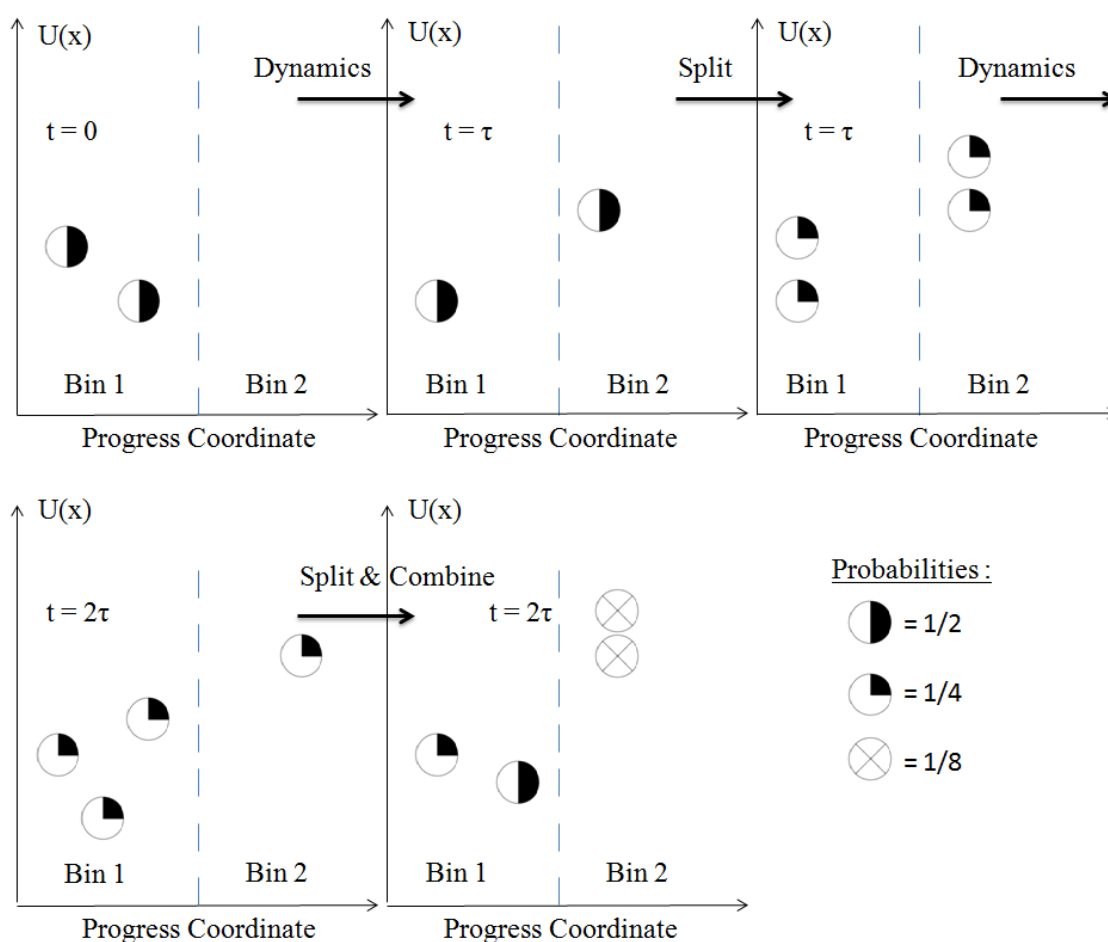 U(x)
U(x)
U(x)
Dynamics
Split
Dynamics
t = 0
t = τ
t = τ
Bin 1
Bin 2
Bin 1
Bin 2
Bin 1
Bin 2
Progress Coordinate
Progress Coordinate
Progress Coordinate
U(x)
U(x)
Split & Combine
Probabilities :
t = 2τ
t = 2τ
= 1/2
= 1/4
= 1/8
Bin 1
Bin 2
Bin 1
Bin 2
Progress Coordinate
Progress Coordinate